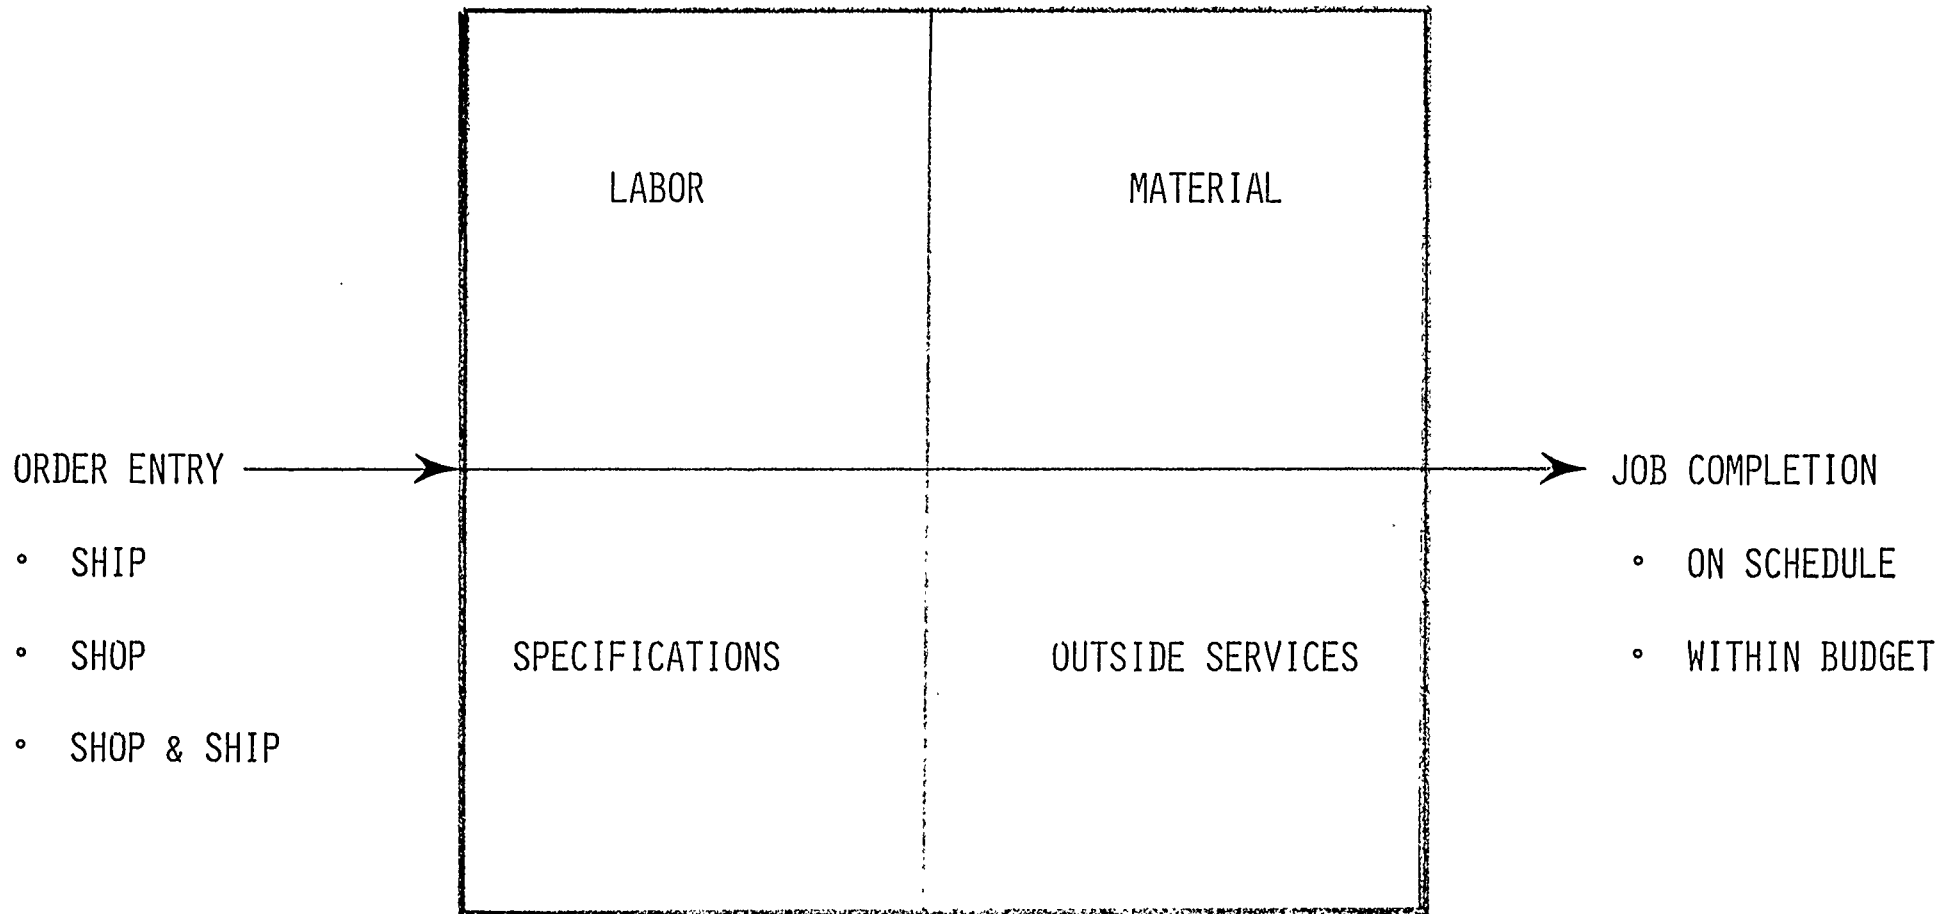 LABOR
MATERIAL
ORDER ENTRY
° SHIP
° SHOP
° SHOP & SHIP
SPECIFICATIONS
OUTSIDE SERVICES
JOB COMPLETION
° ON SCHEDULE
° WITHIN BUDGET